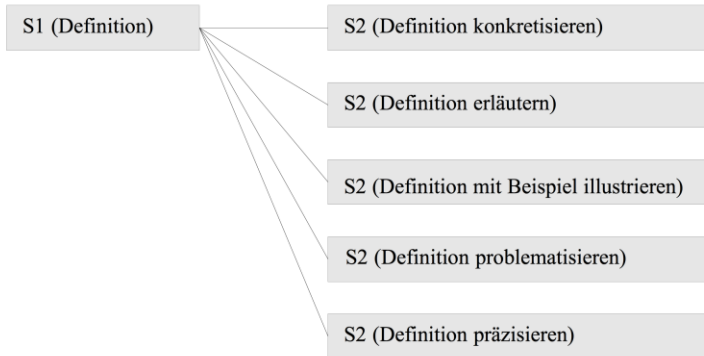 S1 (Definition)
S2 (Definition konkretisieren)
S2 (Definition erläutern)
S2 (Definition mit Beispiel illustrieren)
S2 (Definition problematisieren)
S2 (Definition präzisieren)